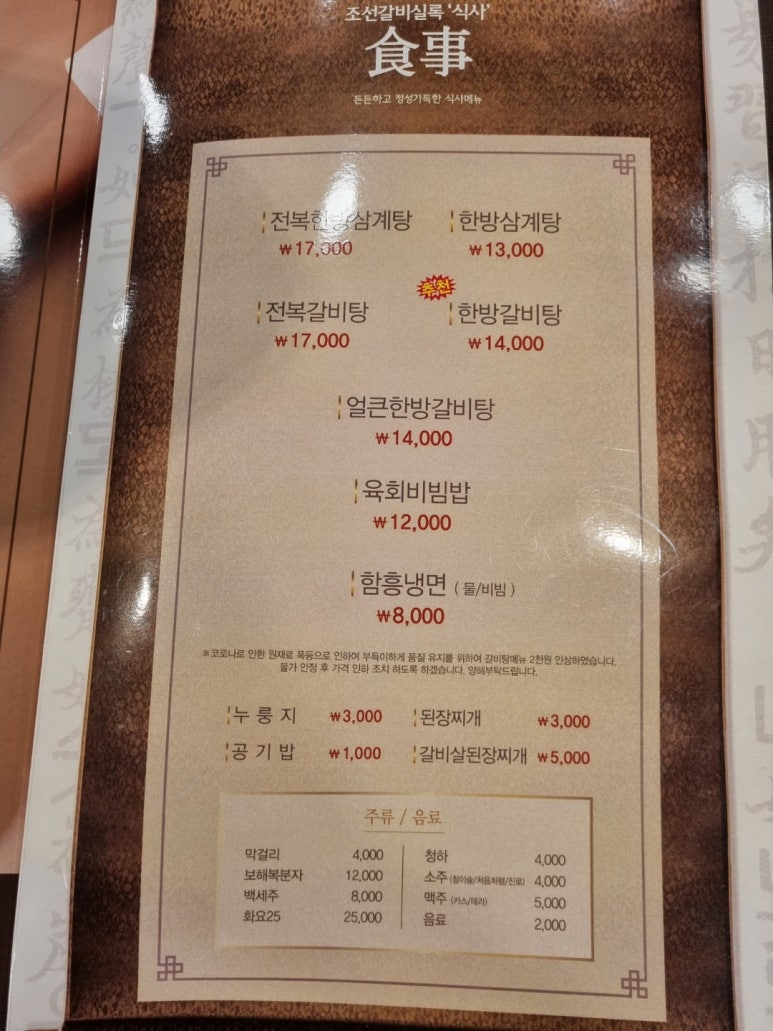 조선갈비실록 '식사'
食事
든든하고 정성가득한 식사메뉴
전복한방삼계탕 한방삼계탕
₩17,000 ₩13,000
추천
전복갈비탕 한방갈비탕
₩17,000 ₩14,000
얼큰한방갈비탕
₩14,000
육회비빔밥
₩12,000
함흥냉면 ( 물/비빔 )
₩8,000
※코로나로 인한 원재료 폭등으로 인하여 부득이하게 품질 유지를 위하여 갈비탕메뉴 2천원 인상하였습니다.
물가 안정 후 가격 인하 조치 하도록 하겠습니다. 양해부탁드립니다.
누룽지 ₩3,000 된장찌개 ₩3,000
공기밥 ₩1,000 갈비살된장찌개 ₩5,000
주류 / 음료
막걸리 4,000 청하 4,000
보해복분자 12,000 소주 (참이슬/처음처럼/진로) 4,000
백세주 8,000 맥주 (카스/테라) 5,000
화요25 25,000 음료 2,000